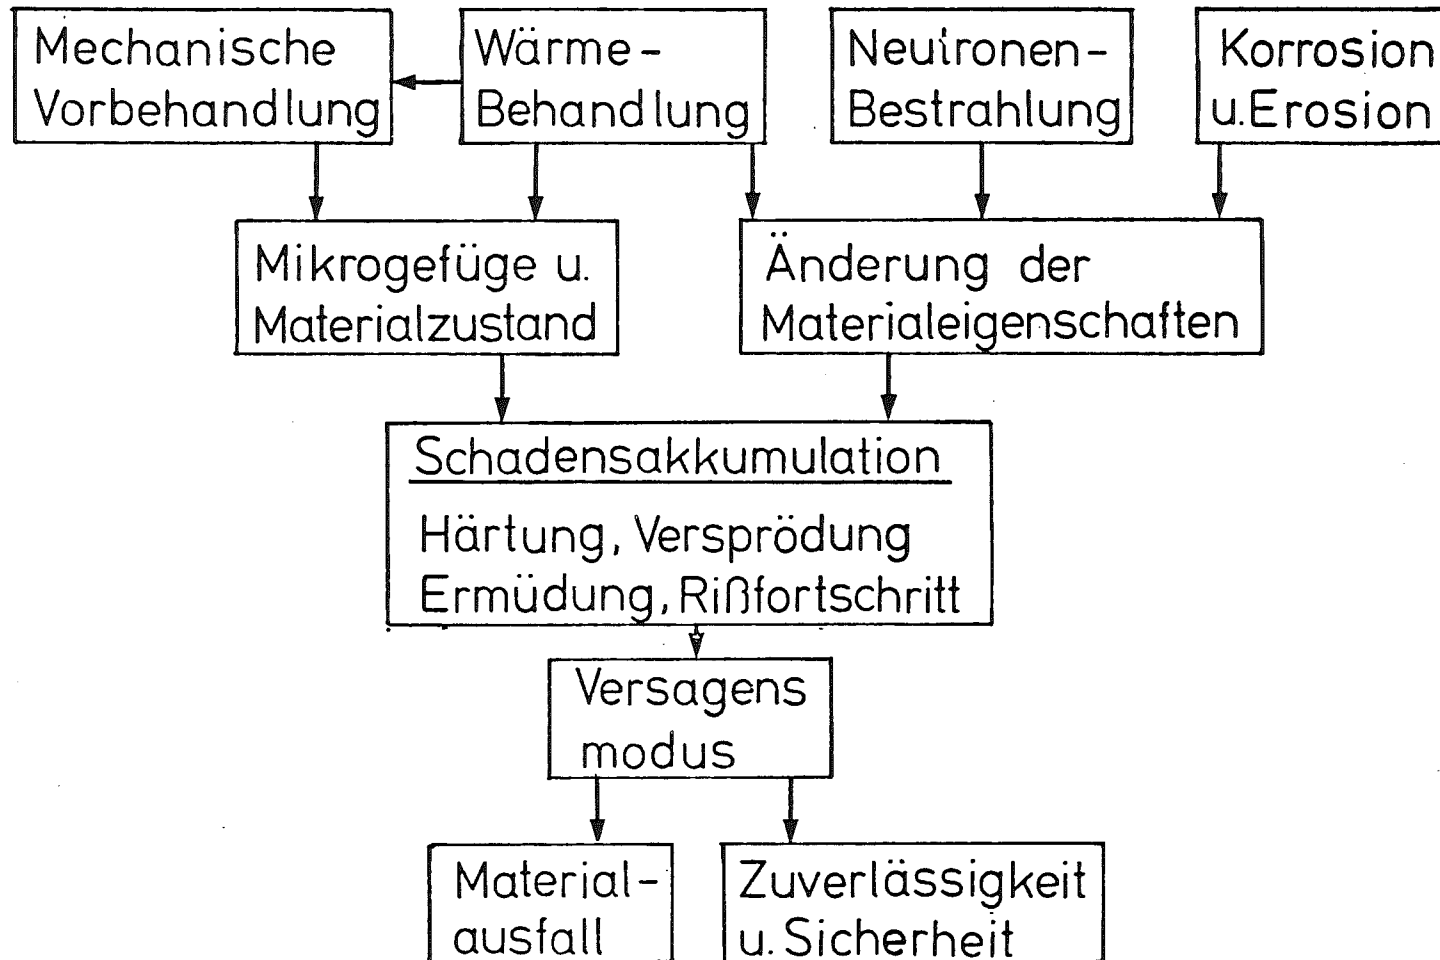 Mechanische
Vorbehandlung
Wärme-
Behandlung
Neutronen-
Bestrahlung
Korrosion
u. Erosion
Mikrogefüge u.
Materialzustand
Änderung der
Materialeigenschaften
Schadensakkumulation
Härtung, Versprödung
Ermüdung, Rißfortschritt
Versagens
modus
Material-
ausfall
Zuverlässigkeit
u. Sicherheit